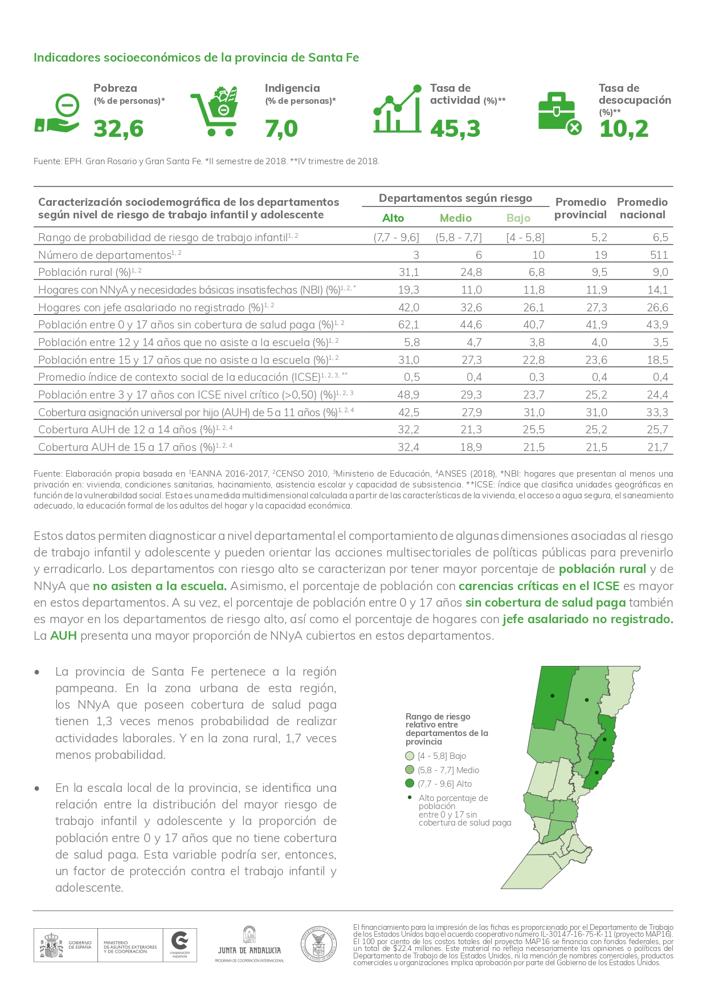 Indicadores socioeconómicos de la provincia de Santa Fe
Pobreza
(% de personas)*
32,6
Indigencia
(% de personas)*
7,0
Tasa de
actividad (%)**
45,3
Tasa de
desocupación
(%)**
10,2
Fuente: EPH. Gran Rosario y Gran Santa Fe. *II semestre de 2018. **IV trimestre de 2018.
Caracterización sociodemográfica de los departamentos
según nivel de riesgo de trabajo infantil y adolescente
Departamentos según riesgo
Alto Medio Bajo
Promedio
provincial
Promedio
nacional
Rango de probabilidad de riesgo de trabajo infantil1, 2 (7,7 - 9,6] (5,8 - 7,7] [4 - 5,8] 5,2 6,5
Número de departamentos1, 2 3 6 10 19 511
Población rural (%)1, 2 31,1 24,8 6,8 9,5 9,0
Hogares con NNyA y necesidades básicas insatisfechas (NBI) (%)1, 2, * 19,3 11,0 11,8 11,9 14,1
Hogares con jefe asalariado no registrado (%)1, 2 42,0 32,6 26,1 27,3 26,6
Población entre 0 y 17 años sin cobertura de salud paga (%)1, 2 62,1 44,6 40,7 41,9 43,9
Población entre 12 y 14 años que no asiste a la escuela (%)1, 2 5,8 4,7 3,8 4,0 3,5
Población entre 15 y 17 años que no asiste a la escuela (%)1, 2 31,0 27,3 22,8 23,6 18,5
Promedio índice de contexto social de la educación (ICSE)1, 2, 3, ** 0,5 0,4 0,3 0,4 0,4
Población entre 3 y 17 años con ICSE nivel crítico (>0,50) (%)1, 2, 3 48,9 29,3 23,7 25,2 24,4
Cobertura asignación universal por hijo (AUH) de 5 a 11 años (%)1, 2, 4 42,5 27,9 31,0 31,0 33,3
Cobertura AUH de 12 a 14 años (%)1, 2, 4 32,2 21,3 25,5 25,2 25,7
Cobertura AUH de 15 a 17 años (%)1, 2, 4 32,4 18,9 21,5 21,5 21,7
Fuente: Elaboración propia basada en 1EANNA 2016-2017, 2CENSO 2010, 3Ministerio de Educación, 4ANSES (2018), *NBI: hogares que presentan al menos una
privación en: vivienda, condiciones sanitarias, hacinamiento, asistencia escolar y capacidad de subsistencia. **ICSE: índice que clasifica unidades geográficas en
función de la vulnerabildad social. Esta es una medida multidimensional calculada a partir de las características de la vivienda, el acceso a agua segura, el saneamiento
adecuado, la educación formal de los adultos del hogar y la capacidad económica.
Estos datos permiten diagnosticar a nivel departamental el comportamiento de algunas dimensiones asociadas al riesgo
de trabajo infantil y adolescente y pueden orientar las acciones multisectoriales de políticas públicas para prevenirlo
y erradicarlo. Los departamentos con riesgo alto se caracterizan por tener mayor porcentaje de población rural y de
NNyA que no asisten a la escuela. Asimismo, el porcentaje de población con carencias críticas en el ICSE es mayor
en estos departamentos. A su vez, el porcentaje de población entre 0 y 17 años sin cobertura de salud paga también
es mayor en los departamentos de riesgo alto, así como el porcentaje de hogares con jefe asalariado no registrado.
La AUH presenta una mayor proporción de NNyA cubiertos en estos departamentos.
• La provincia de Santa Fe pertenece a la región
pampeana. En la zona urbana de esta región,
los NNyA que poseen cobertura de salud paga
tienen 1,3 veces menos probabilidad de realizar
actividades laborales. Y en la zona rural, 1,7 veces
menos probabilidad.
• En la escala local de la provincia, se identifica una
relación entre la distribución del mayor riesgo de
trabajo infantil y adolescente y la proporción de
población entre 0 y 17 años que no tiene cobertura
de salud paga. Esta variable podría ser, entonces,
un factor de protección contra el trabajo infantil y
adolescente.
Rango de riesgo
relativo entre
departamentos de la
provincia
[4 - 5,8] Bajo
(5,8 - 7,7] Medio
(7,7 - 9,6] Alto
Alto porcentaje de
población
entre 0 y 17 sin
cobertura de salud paga
GOBIERNO
DE ESPAÑA
MINISTERIO
DE ASUNTOS EXTERIORES
Y DE COOPERACIÓN
cooperación
española
JUNTA DE ANDALUCIA
PROGRAMA DE COOPERACIÓN INTERNACIONAL
DEPARTMENT OF LABOR
UNITED STATES OF AMERICA
El financiamiento para la impresión de las fichas es proporcionado por el Departamento de Trabajo
de los Estados Unidos bajo el acuerdo cooperativo número IL-30147-16-75-K-11 (proyecto MAP16).
El 100 por ciento de los costos totales del proyecto MAP16 se financia con fondos federales, por
un total de $22.4 millones. Este material no refleja necesariamente las opiniones o políticas del
Departamento de Trabajo de los Estados Unidos, ni la mención de nombres comerciales, productos
comerciales u organizaciones implica aprobación por parte del Gobierno de los Estados Unidos.